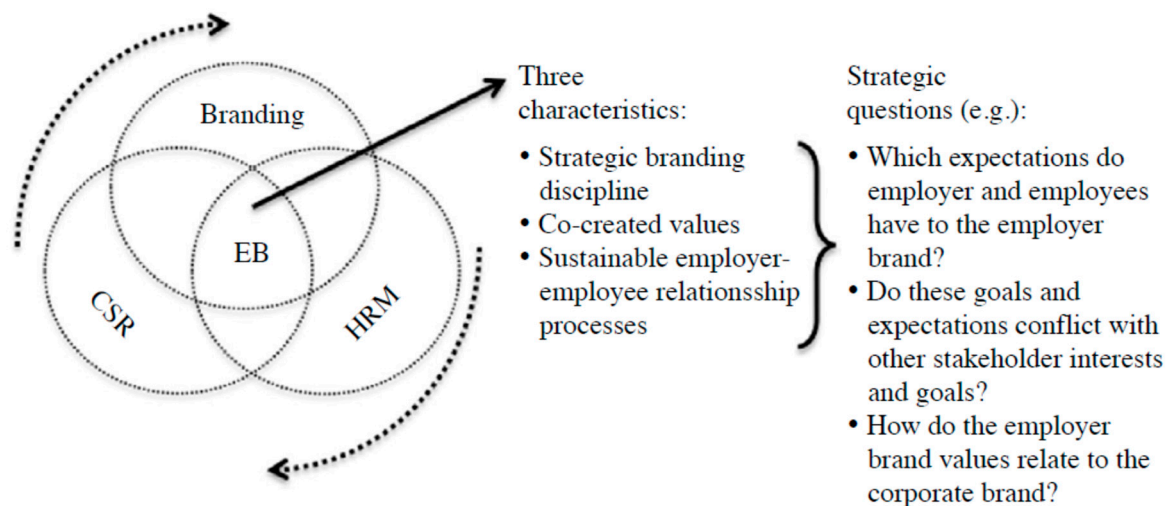 Branding
EB
CSR
HRM
Three
characteristics:
• Strategic branding
discipline
• Co-created values
• Sustainable employer-
employee relationsship
processes
Strategic
questions (e.g.):
• Which expectations do
employer and employees
have to the employer
brand?
• Do these goals and
expectations conflict with
other stakeholder interests
and goals?
• How do the employer
brand values relate to the
corporate brand?